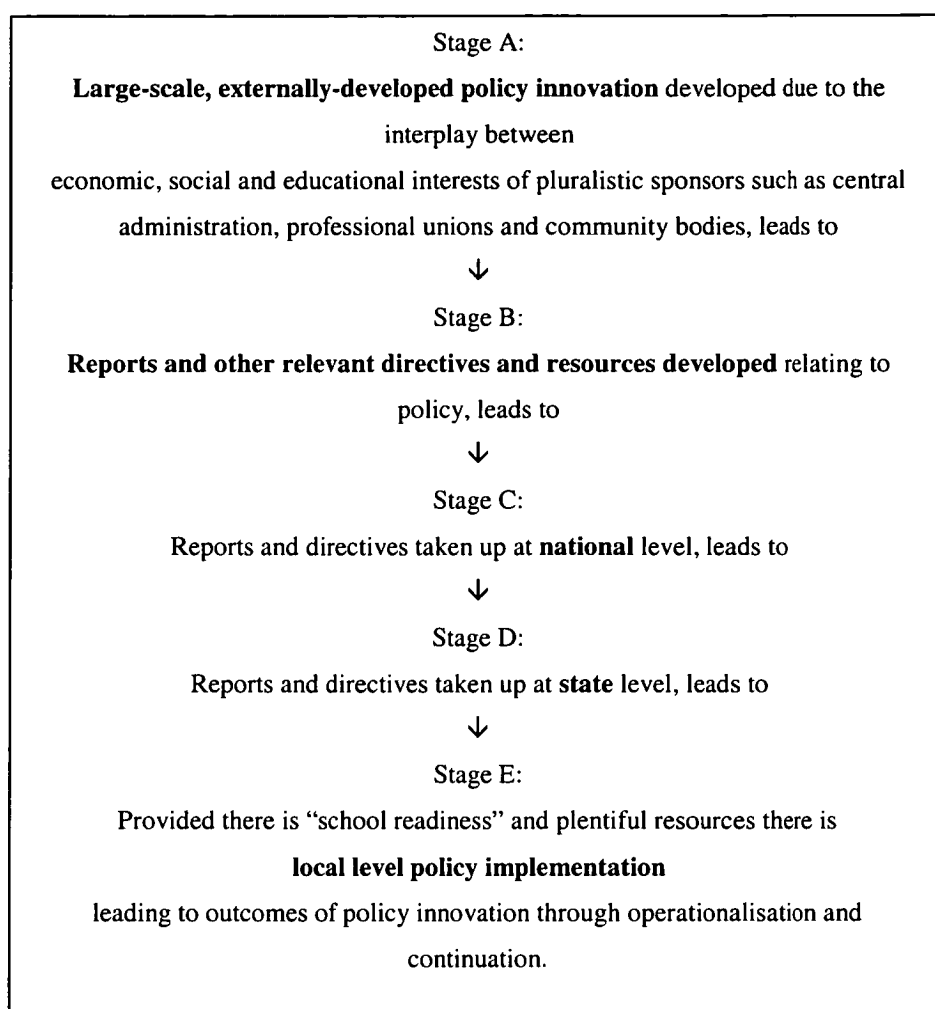 Stage A:
Large-scale, externally-developed policy innovation developed due to the
interplay between
economic, social and educational interests of pluralistic sponsors such as central
administration, professional unions and community bodies, leads to
↓
Stage B:
Reports and other relevant directives and resources developed relating to
policy, leads to
↓
Stage C:
Reports and directives taken up at national level, leads to
↓
Stage D:
Reports and directives taken up at state level, leads to
↓
Stage E:
Provided there is “school readiness” and plentiful resources there is
local level policy implementation
leading to outcomes of policy innovation through operationalisation and
continuation.